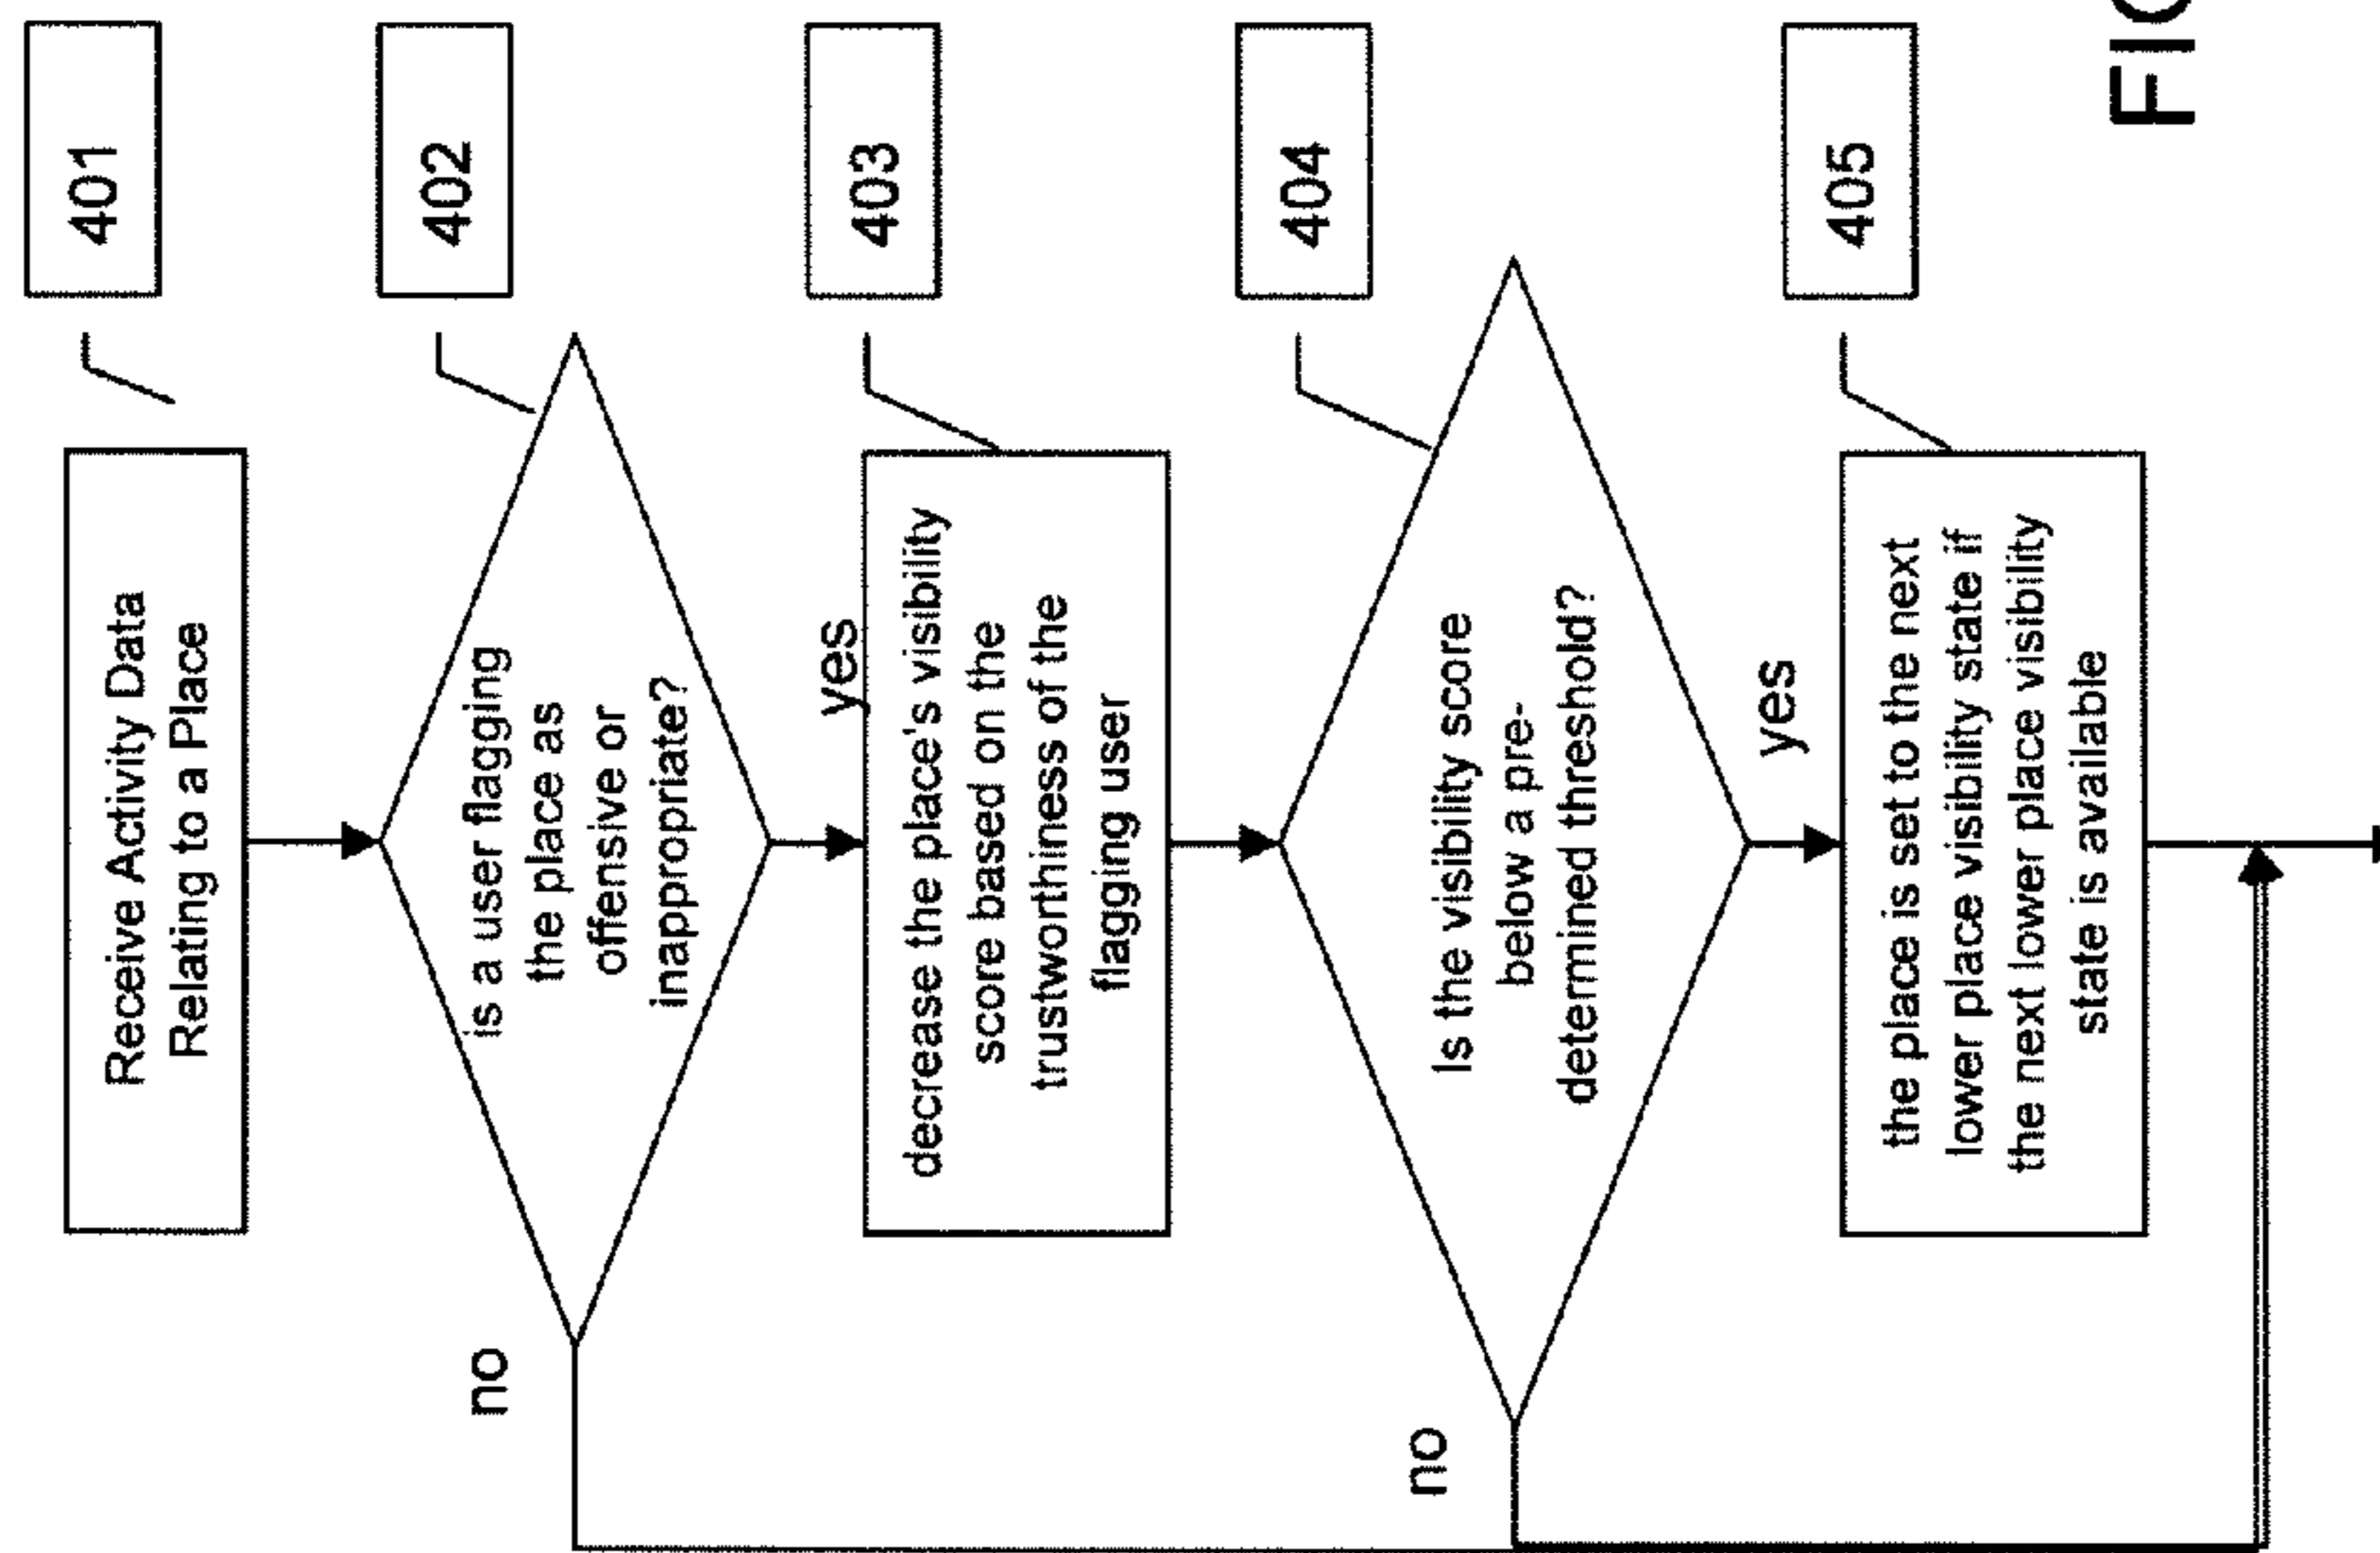 401
Receive Activity Data
Relating to a Place
402
is a user flagging
the place as
offensive or
inappropriate?
no
yes
403
decrease the place's visibility
score based on the
trustworthiness of the
flagging user
404
Is the visibility score
below a pre-
determined threshold?
no
yes
405
the place is set to the next
lower place visibility state if
the next lower place visibility
state is available